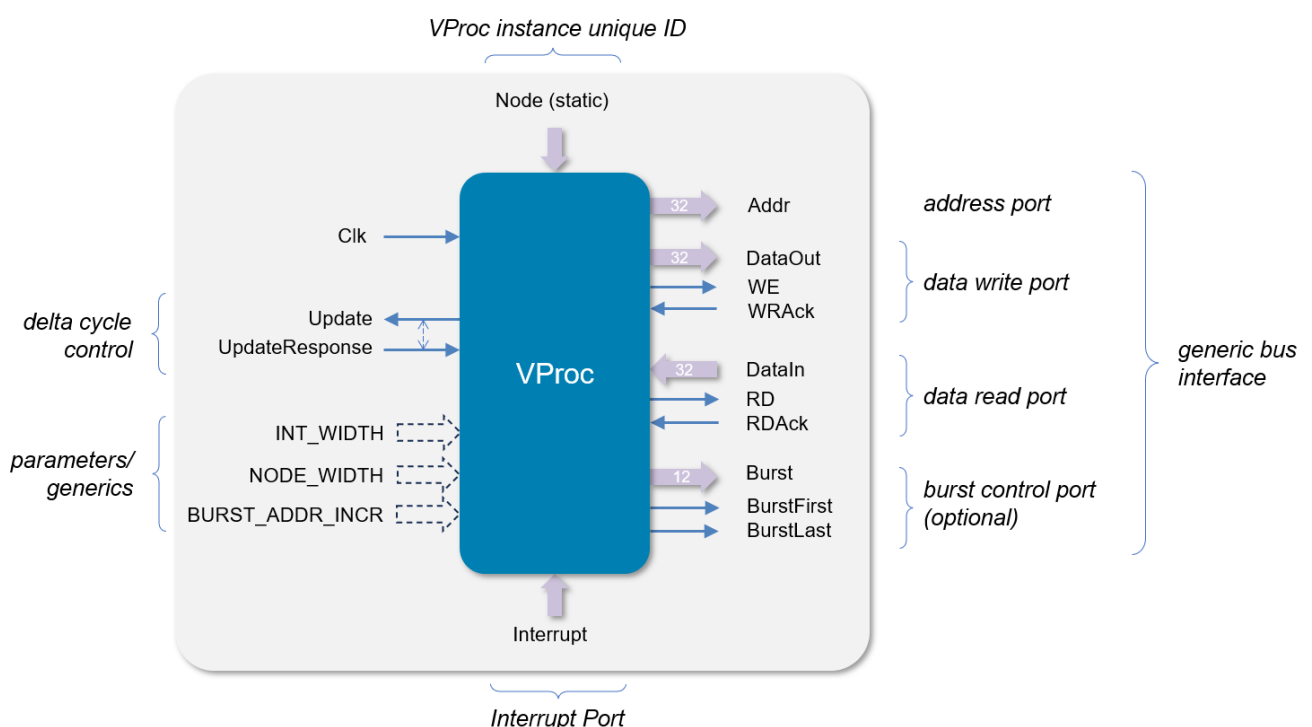 VProc instance unique ID
Node (static)
32
Addr
address port
Clk
32
DataOut
WE
WRAck
data write port
delta cycle
control
Update
UpdateResponse
VProc
32
DataIn
RD
RDAck
data read port
generic bus
interface
parameters/
generics
INT_WIDTH
NODE_WIDTH
BURST_ADDR_INCR
12
Burst
BurstFirst
BurstLast
burst control port
(optional)
Interrupt
Interrupt Port